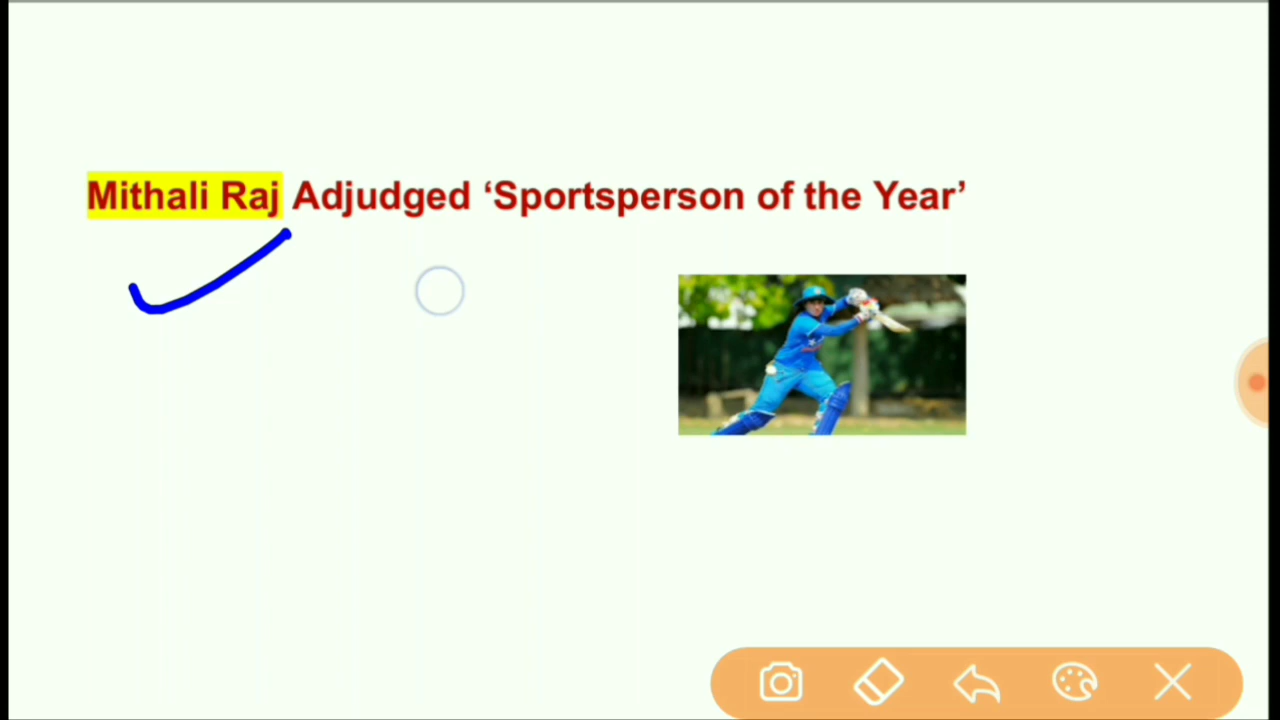 Mithali Raj Adjudged ‘Sportsperson of the Year’